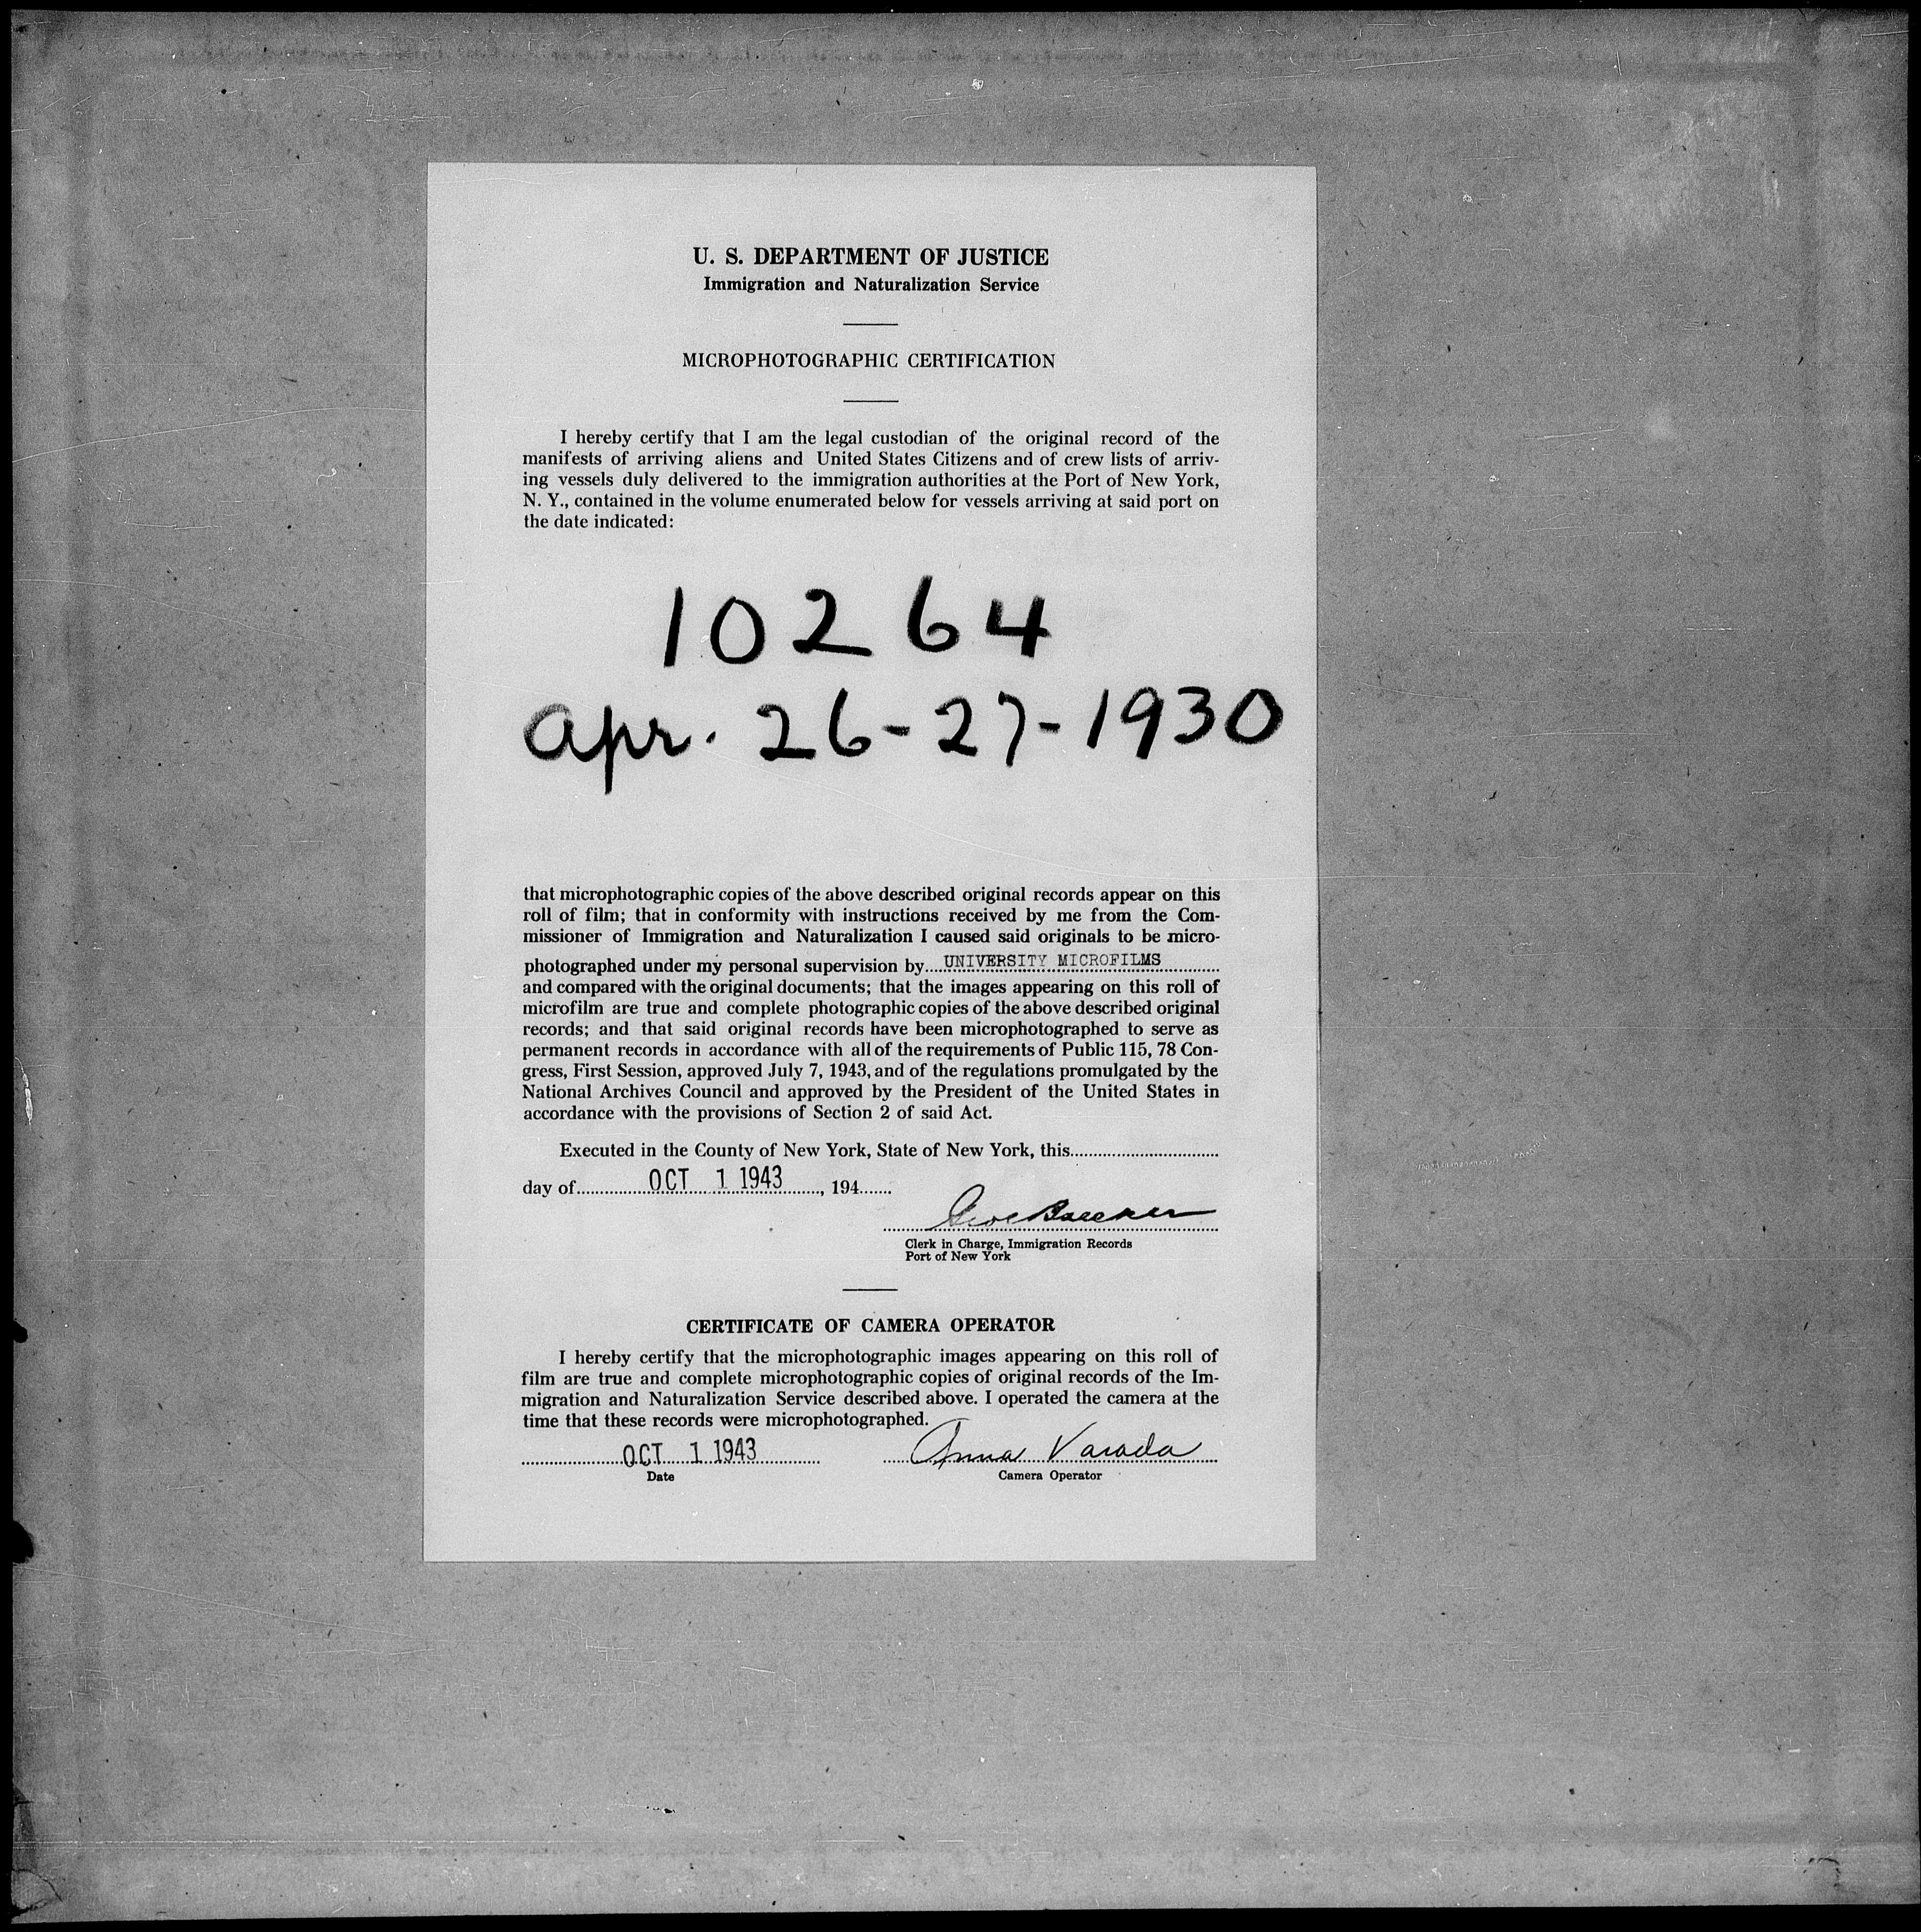 U. S. DEPARTMENT OF JUSTICE
Immigration and Naturalization Service
MICROPHOTOGRAPHIC CERTIFICATION
I hereby certify that I am the legal custodian of the original record of the
manifests of arriving aliens and United States Citizens and of crew lists of arriv-
ing vessels duly delivered to the immigration authorities at the Port of New York,
N. Y., contained in the volume enumerated below for vessels arriving at said port on
the date indicated:
10264
Apr. 26-27-1930
that microphotographic copies of the above described original records appear on this
roll of film; that in conformity with instructions received by me from the Com-
missioner of Immigration and Naturalization I caused said originals to be micro-
photographed under my personal supervision by UNIVERSITY MICROFILMS
and compared with the original documents; that the images appearing on this roll of
microfilm are true and complete photographic copies of the above described original
records; and that said original records have been microphotographed to serve as
permanent records in accordance with all of the requirements of Public 115, 78 Con-
gress, First Session, approved July 7, 1943, and of the regulations promulgated by the
National Archives Council and approved by the President of the United States in
accordance with the provisions of Section 2 of said Act.
Executed in the County of New York, State of New York, this
day of OCT 1 1943, 194
Clerk in Charge, Immigration Records
Port of New York
CERTIFICATE OF CAMERA OPERATOR
I hereby certify that the microphotographic images appearing on this roll of
film are true and complete microphotographic copies of original records of the Im-
migration and Naturalization Service described above. I operated the camera at the
time that these records were microphotographed.
OCT 1 1943 Anna Varada
Date Camera Operator